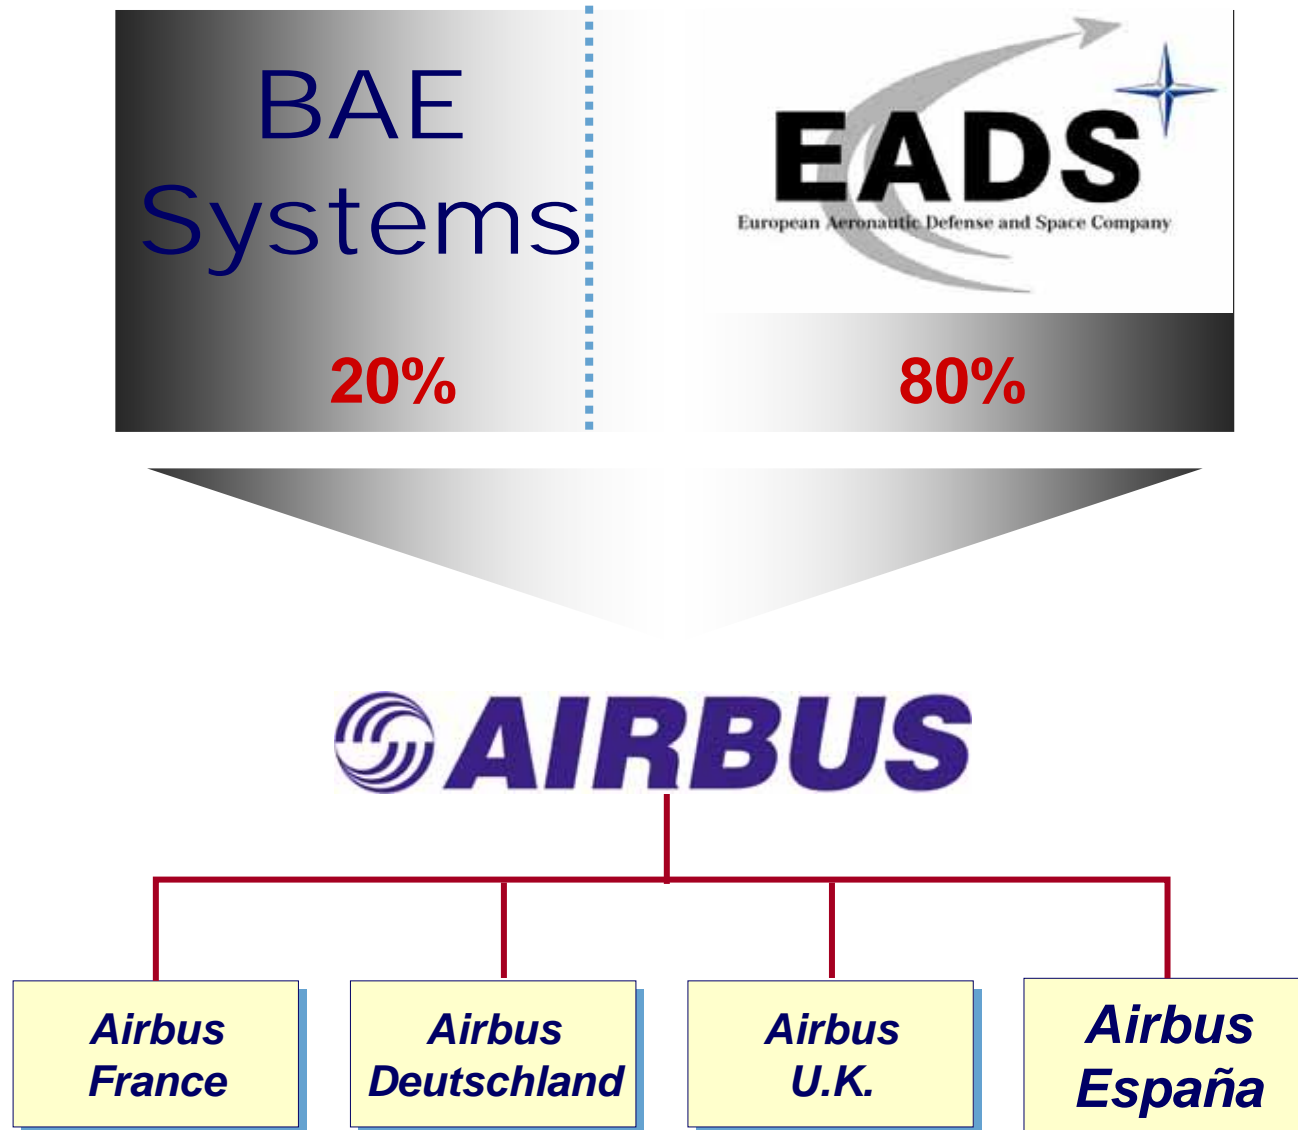 BAE
Systems
EADS
European Aeronautic Defense and Space Company
20%
80%
AIRBUS
Airbus
France
Airbus
Deutschland
Airbus
U.K.
Airbus
España